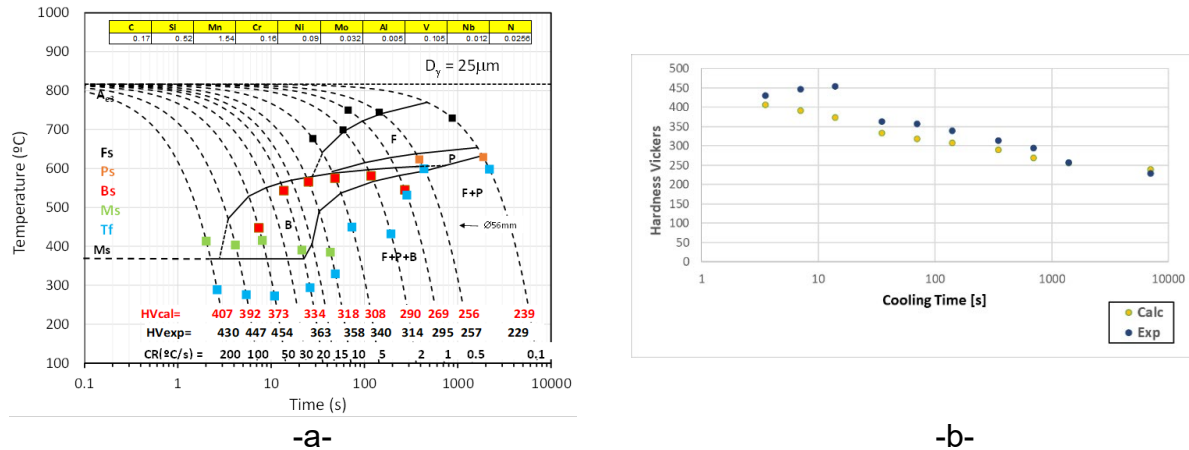 1000
900
800
700
600
500
400
300
200
100
Temperature (ºC)
C Si Mn Cr Ni Mo Al V Nb N
0.17 0.52 1.54 0.16 0.09 0.032 0.005 0.105 0.012 0.0256
Dγ = 25μm
Ae3
Fs
Ps
Bs
Ms
Tf
Ms
F
P
F+P
B
F+P+B
Ø56mm
HVcal= 407 392 373 334 318 308 290 269 256 239
HVexp= 430 447 454 363 358 340 314 295 257 229
CR(ºC/s) = 200 100 50 30 20 15 10 5 2 1 0.5 0.1
0.1 1 10 100 1000 10000
Time (s)
-a-
500
450
400
350
300
250
200
150
100
50
0
Hardness Vickers
1 10 100 1000 10000
Cooling Time [s]
Calc
Exp
-b-